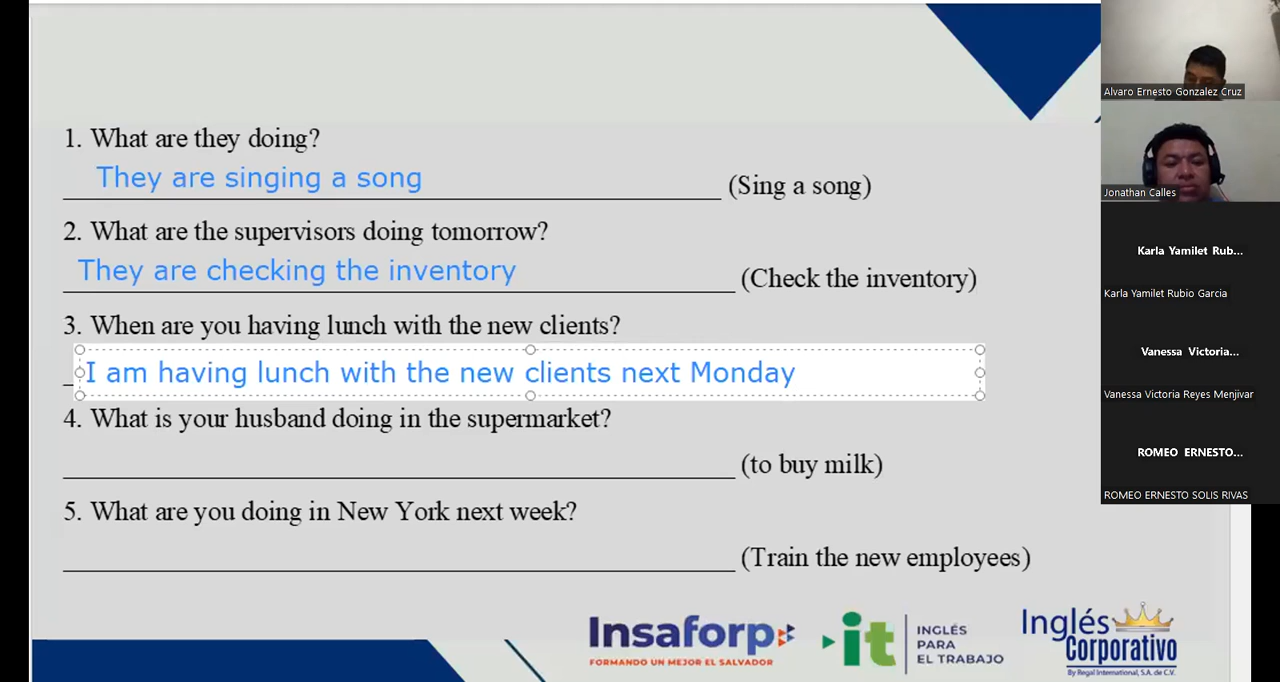 1. What are they doing?
They are singing a song
(Sing a song)
2. What are the supervisors doing tomorrow?
They are checking the inventory
(Check the inventory)
3. When are you having lunch with the new clients?
I am having lunch with the new clients next Monday
4. What is your husband doing in the supermarket?
(to buy milk)
5. What are you doing in New York next week?
(Train the new employees)
Insaforp
FORMANDO UN MEJOR EL SALVADOR
it
INGLÉS
PARA
EL TRABAJO
Inglés
Corporativo
By Regal International, S.A. de C.V.
Alvaro Ernesto Gonzalez Cruz
Jonathan Calles
Karla Yamilet Rub...
Karla Yamilet Rubio Garcia
Vanessa Victoria...
Vanessa Victoria Reyes Menjivar
ROMEO ERNESTO...
ROMEO ERNESTO SOLIS RIVAS